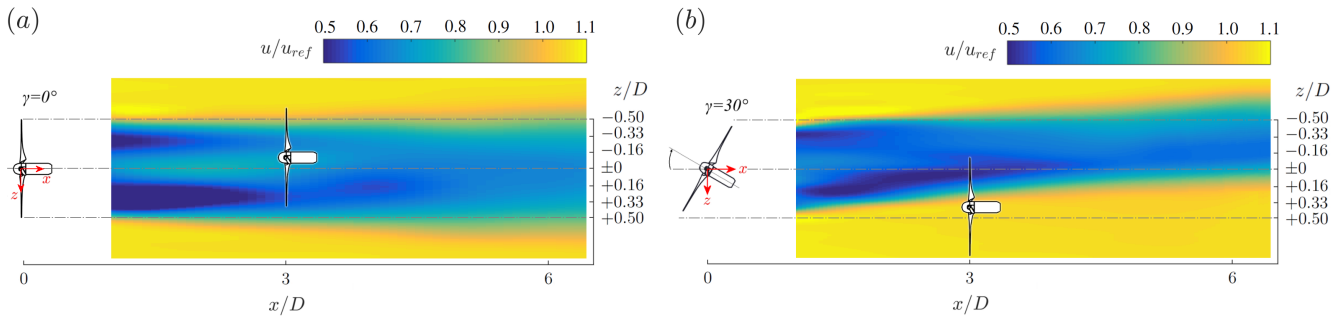 (a)
0.5 0.6 0.7 0.8 0.9 1.0 1.1
u/u_ref
z/D
γ=0°
−0.50
−0.33
−0.16
±0
+0.16
+0.33
+0.50
x
z
0 3 6
x/D
(b)
0.5 0.6 0.7 0.8 0.9 1.0 1.1
u/u_ref
z/D
γ=30°
−0.50
−0.33
−0.16
±0
+0.16
+0.33
+0.50
x
z
0 3 6
x/D